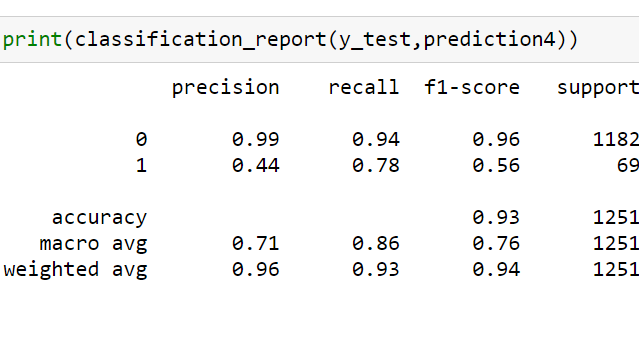 print(classification_report(y_test,prediction4))
precision recall f1-score support
0 0.99 0.94 0.96 1182
1 0.44 0.78 0.56 69
accuracy 0.93 1251
macro avg 0.71 0.86 0.76 1251
weighted avg 0.96 0.93 0.94 1251